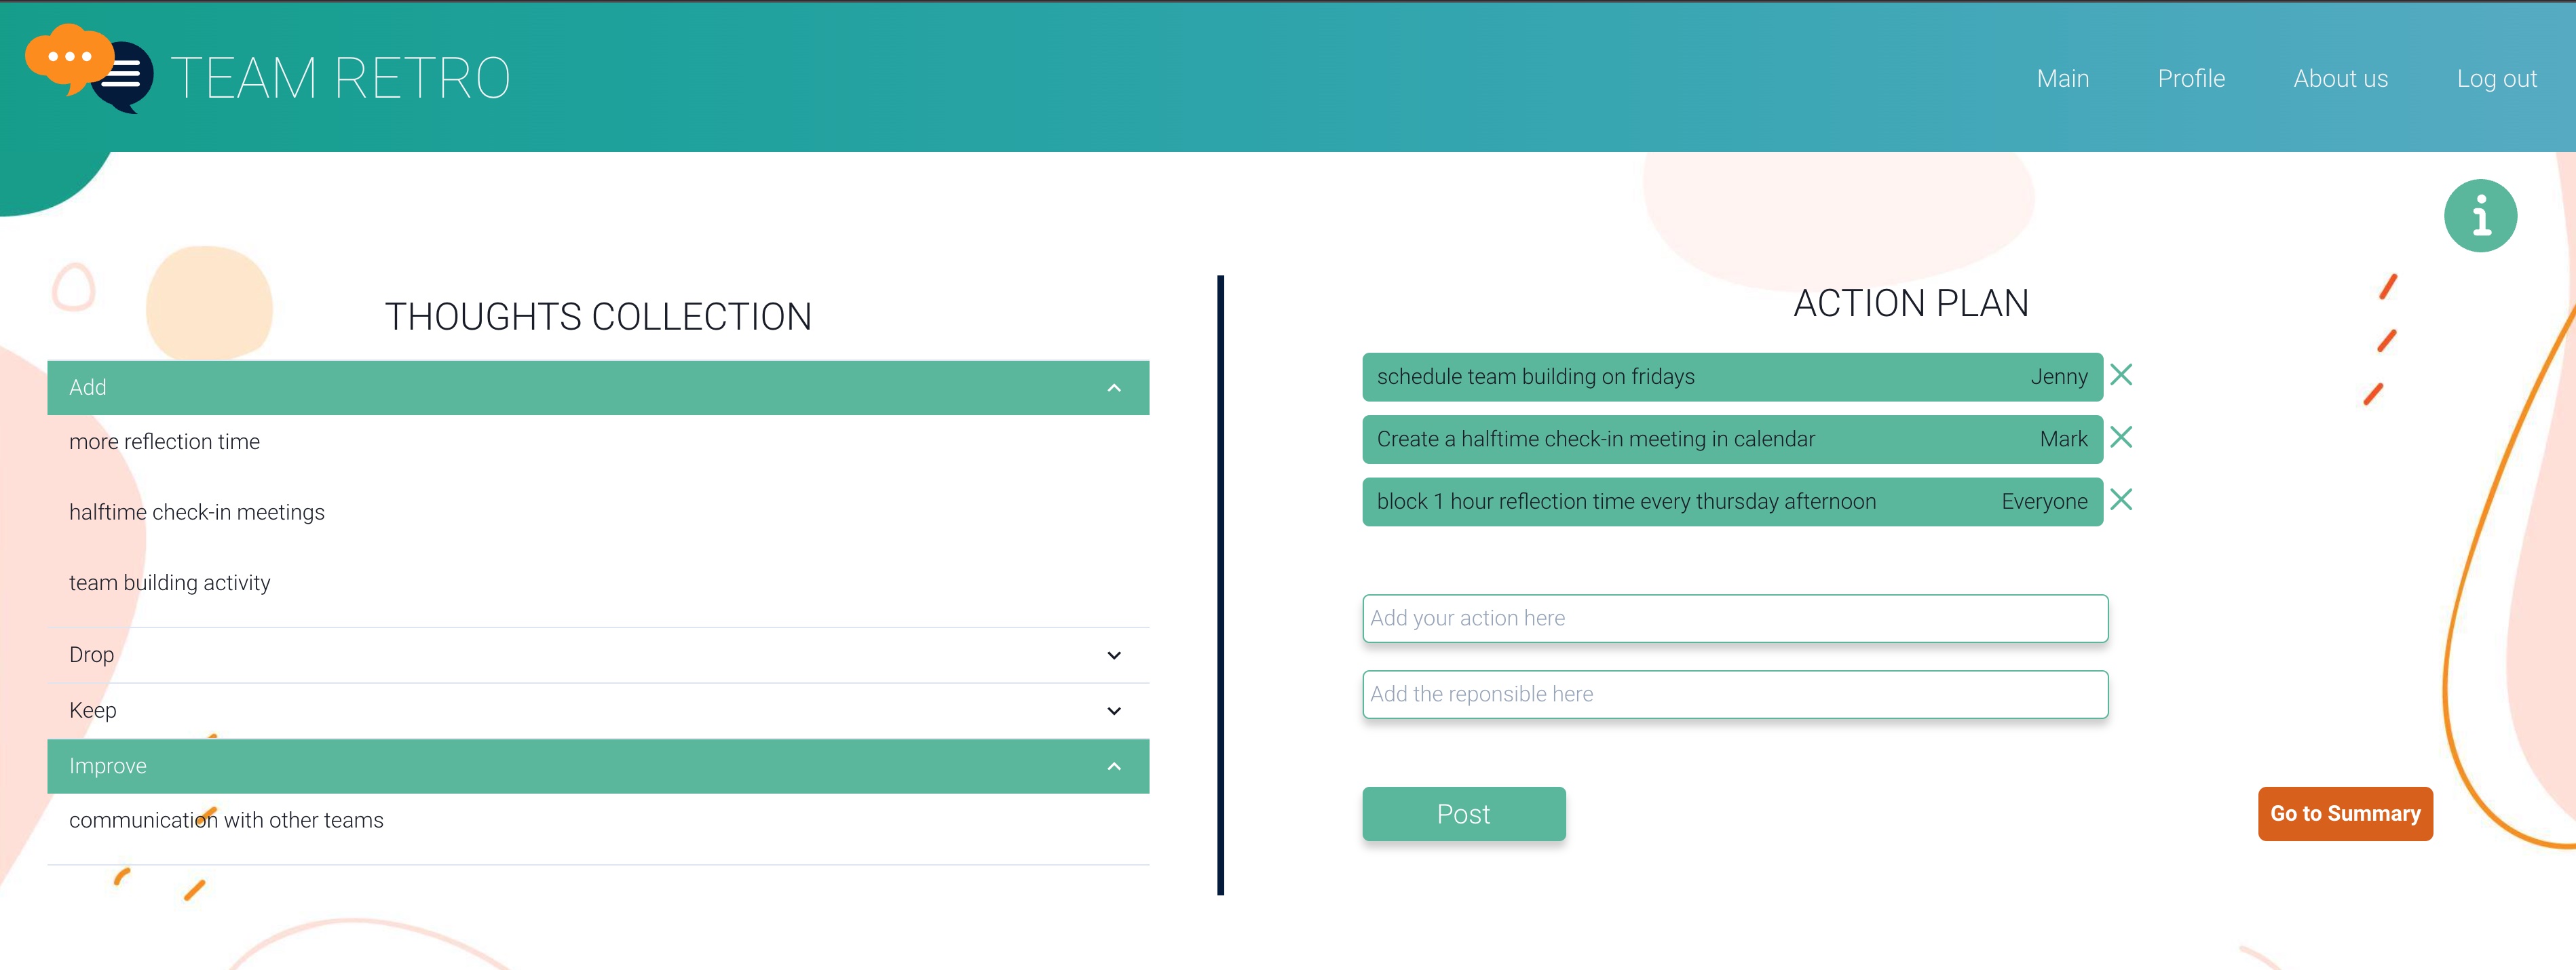 TEAM RETRO
Main
Profile
About us
Log out
THOUGHTS COLLECTION
Add
more reflection time
halftime check-in meetings
team building activity
Drop
Keep
Improve
communication with other teams
ACTION PLAN
schedule team building on fridays Jenny
Create a halftime check-in meeting in calendar Mark
block 1 hour reflection time every thursday afternoon Everyone
Add your action here
Add the reponsible here
Post
Go to Summary